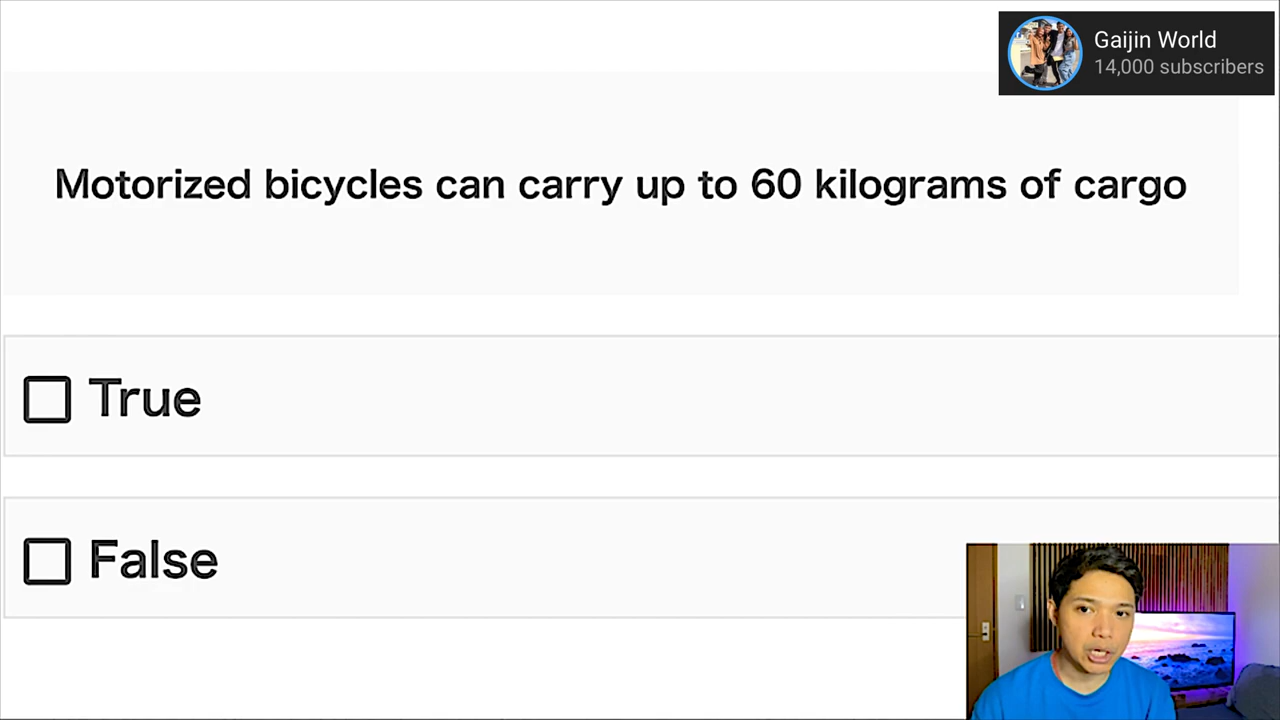 Gaijin World
14,000 subscribers
Motorized bicycles can carry up to 60 kilograms of cargo
True
False